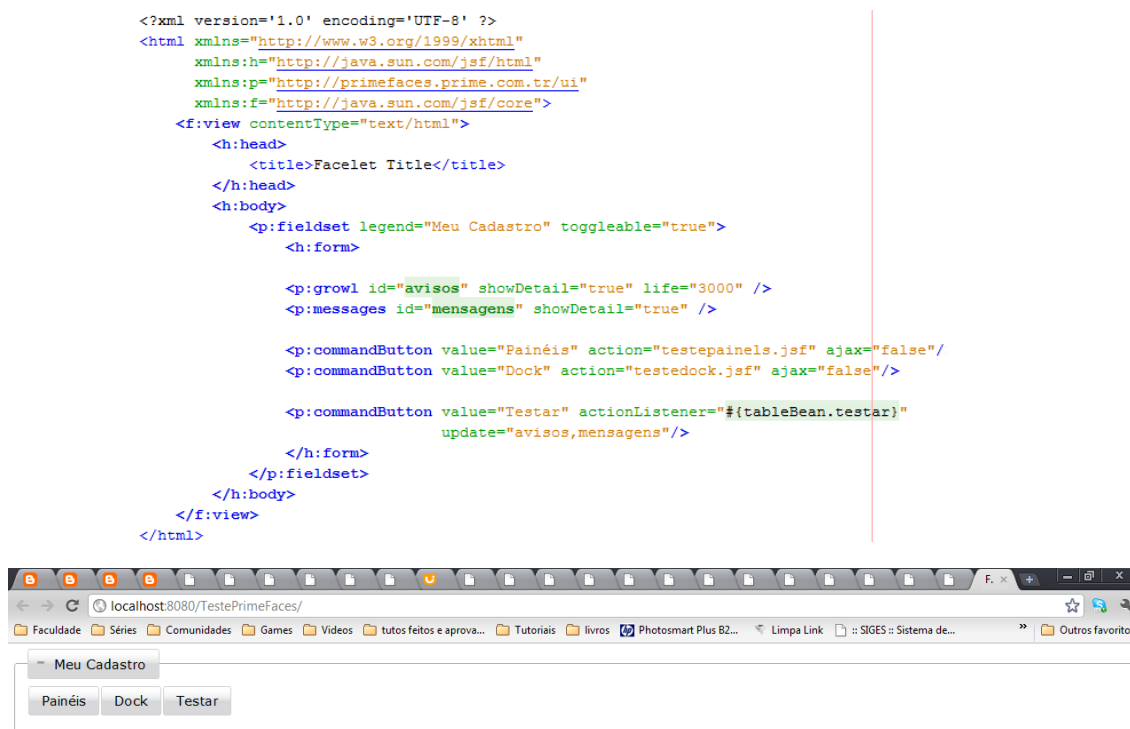 <?xml version='1.0' encoding='UTF-8' ?>
<html xmlns="http://www.w3.org/1999/xhtml"
xmlns:h="http://java.sun.com/jsf/html"
xmlns:p="http://primefaces.prime.com.tr/ui"
xmlns:f="http://java.sun.com/jsf/core">
<f:view contentType="text/html">
<h:head>
<title>Facelet Title</title>
</h:head>
<h:body>
<p:fieldset legend="Meu Cadastro" toggleable="true">
<h:form>
<p:growl id="avisos" showDetail="true" life="3000" />
<p:messages id="mensagens" showDetail="true" />
<p:commandButton value="Painéis" action="testepainels.jsf" ajax="false"/
<p:commandButton value="Dock" action="testedock.jsf" ajax="false"/>
<p:commandButton value="Testar" actionListener="#{tableBean.testar}"
update="avisos,mensagens"/>
</h:form>
</p:fieldset>
</h:body>
</f:view>
</html>
F.
localhost:8080/TestePrimeFaces/
Faculdade Séries Comunidades Games Videos tutos feitos e aprova... Tutoriais livros Photosmart Plus B2... Limpa Link :: SIGES :: Sistema de... » Outros favorito
Meu Cadastro
Painéis Dock Testar